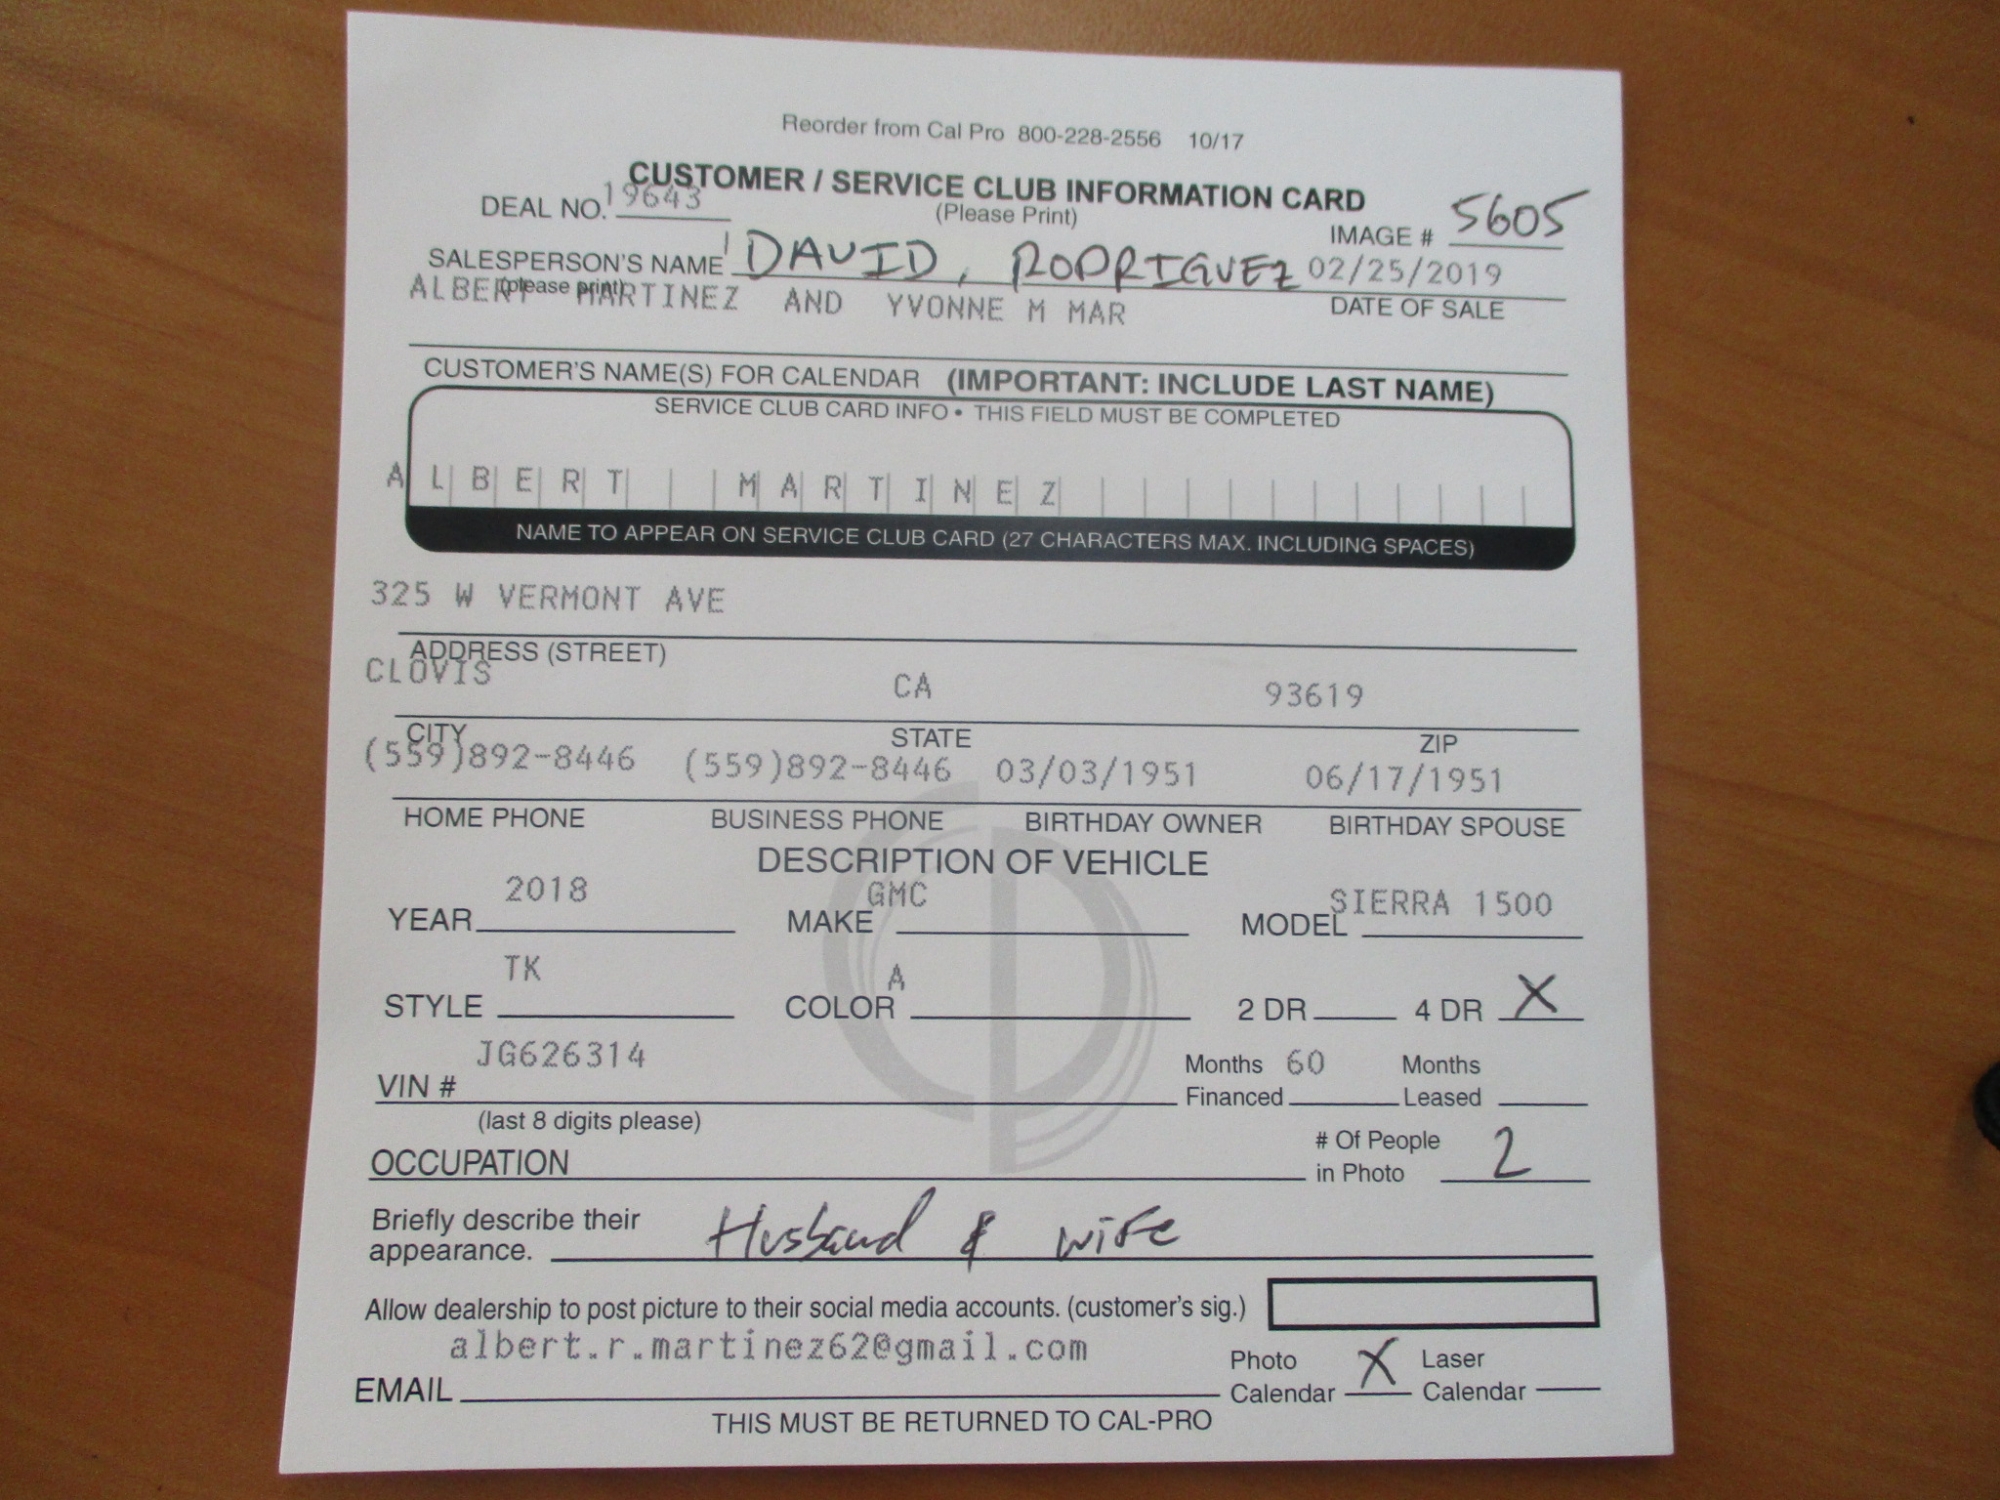 Reorder from Cal Pro 800-228-2556 10/17
CUSTOMER / SERVICE CLUB INFORMATION CARD
(Please Print)
DEAL NO. 19643
IMAGE # 5605
SALESPERSON'S NAME DAVID, RODRIGUEZ 02/25/2019
(please print)
DATE OF SALE
ALBERT MARTINEZ AND YVONNE M MAR
CUSTOMER'S NAME(S) FOR CALENDAR (IMPORTANT: INCLUDE LAST NAME)
SERVICE CLUB CARD INFO • THIS FIELD MUST BE COMPLETED
ALBERT MARTINEZ
NAME TO APPEAR ON SERVICE CLUB CARD (27 CHARACTERS MAX. INCLUDING SPACES)
325 W VERMONT AVE
ADDRESS (STREET)
CLOVIS CA 93619
CITY STATE ZIP
(559)892-8446 (559)892-8446 03/03/1951 06/17/1951
HOME PHONE BUSINESS PHONE BIRTHDAY OWNER BIRTHDAY SPOUSE
DESCRIPTION OF VEHICLE
YEAR 2018 MAKE GMC MODEL SIERRA 1500
STYLE TK COLOR A 2 DR 4 DR X
VIN # JG626314 Months Financed 60 Months Leased
(last 8 digits please)
OCCUPATION # Of People in Photo 2
Briefly describe their appearance. Husband & wife
Allow dealership to post picture to their social media accounts. (customer's sig.)
albert.r.martinez62@gmail.com
EMAIL Photo Calendar X Laser Calendar
THIS MUST BE RETURNED TO CAL-PRO